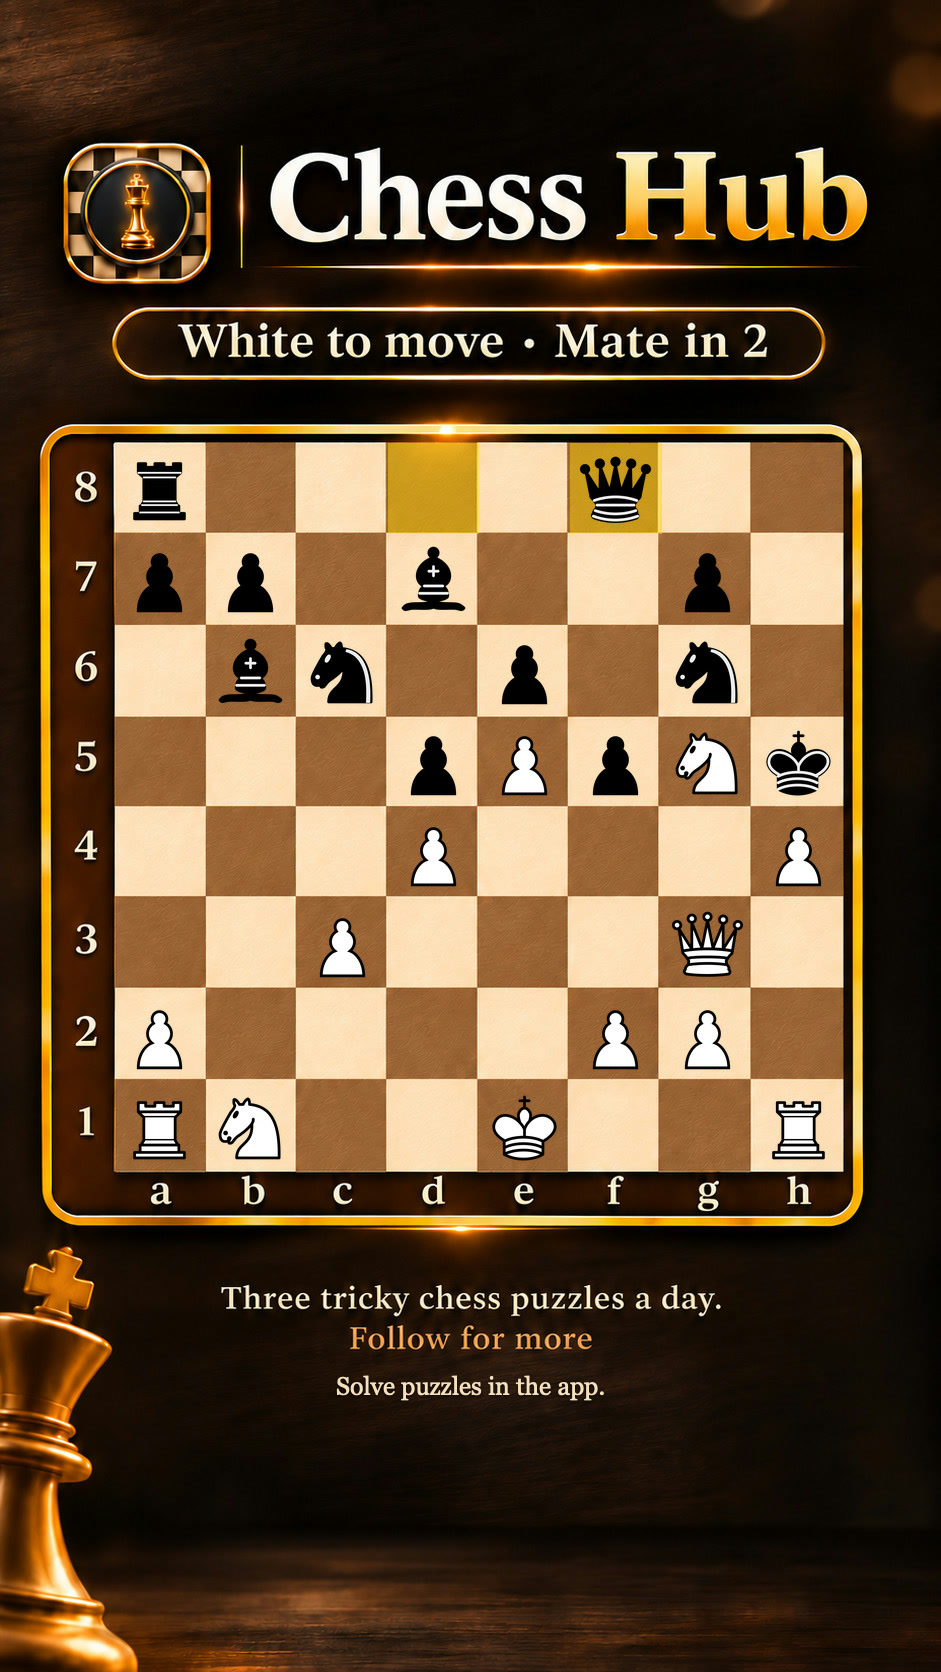 Chess Hub
White to move • Mate in 2
8
7
6
5
4
3
2
1
a b c d e f g h
Three tricky chess puzzles a day.
Follow for more
Solve puzzles in the app.